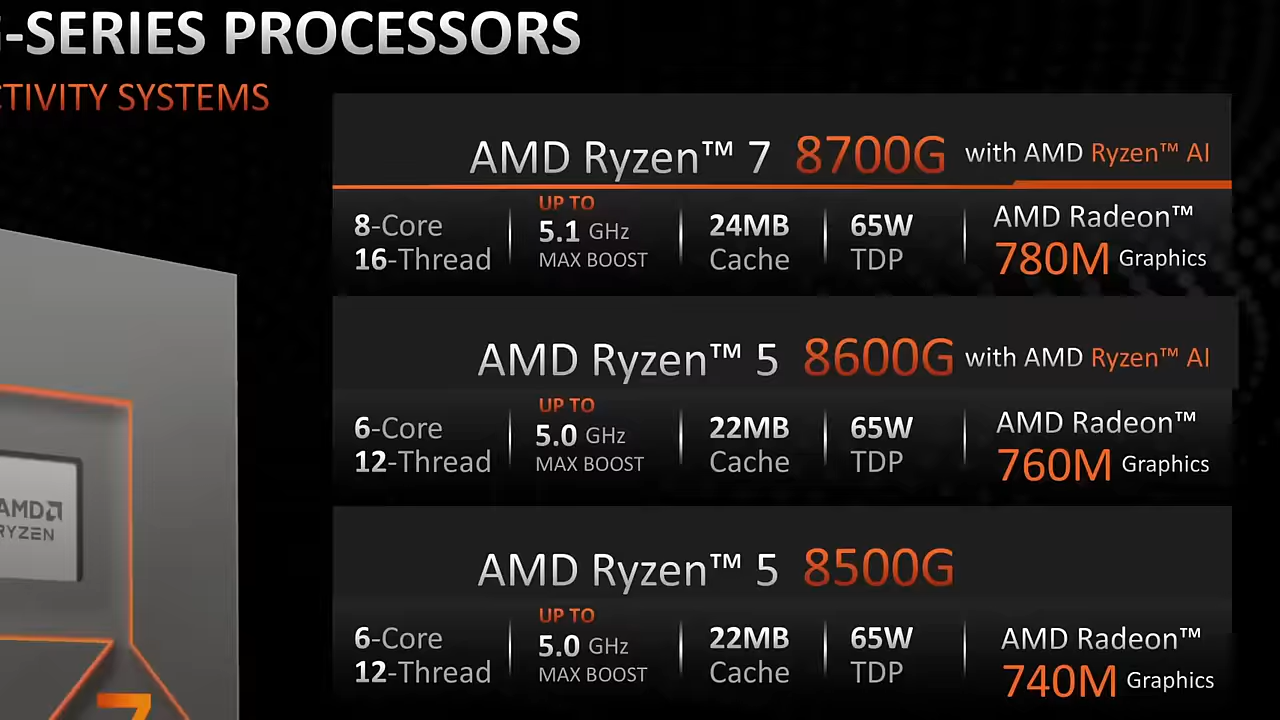 -SERIES PROCESSORS
CTIVITY SYSTEMS
AMD Ryzen™ 7 8700G with AMD Ryzen™ AI
8-Core
16-Thread
UP TO
5.1 GHz
MAX BOOST
24MB
Cache
65W
TDP
AMD Radeon™
780M Graphics
AMD Ryzen™ 5 8600G with AMD Ryzen™ AI
6-Core
12-Thread
UP TO
5.0 GHz
MAX BOOST
22MB
Cache
65W
TDP
AMD Radeon™
760M Graphics
AMD Ryzen™ 5 8500G
6-Core
12-Thread
UP TO
5.0 GHz
MAX BOOST
22MB
Cache
65W
TDP
AMD Radeon™
740M Graphics
AMD
RYZEN
7